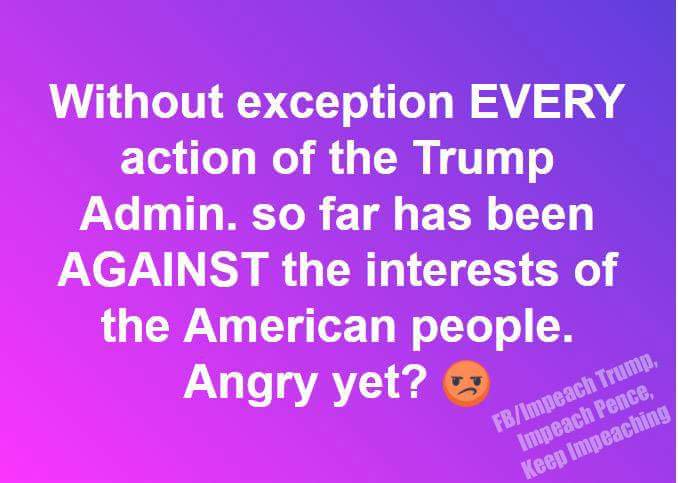 Without exception EVERY
action of the Trump
Admin. so far has been
AGAINST the interests of
the American people.
Angry yet? 😡
FB/Impeach Trump,
Impeach Pence,
Keep Impeaching